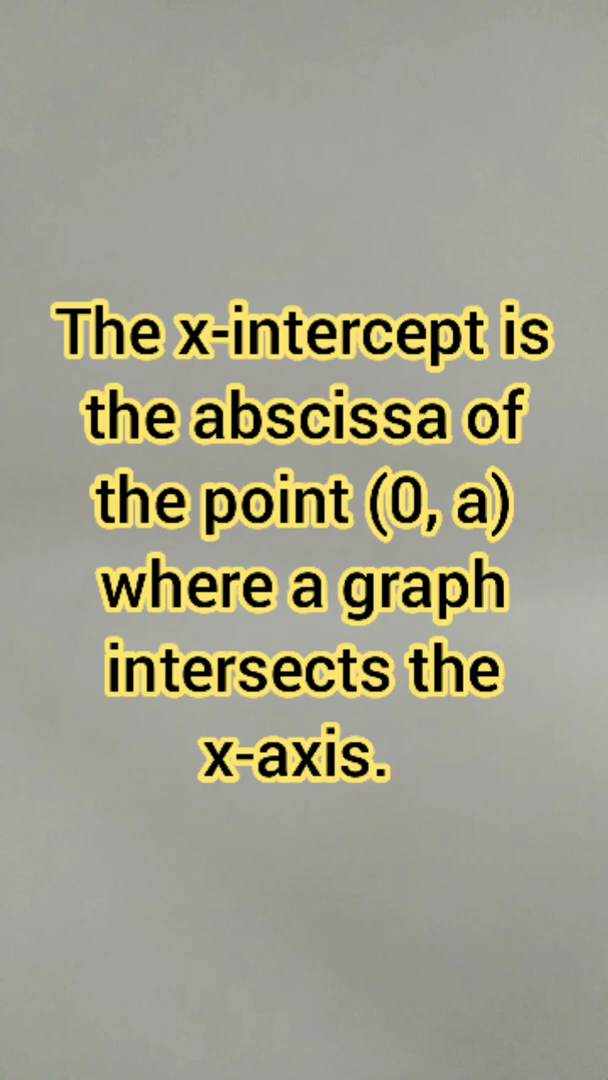 The x-intercept is
the abscissa of
the point (0, a)
where a graph
intersects the
x-axis.